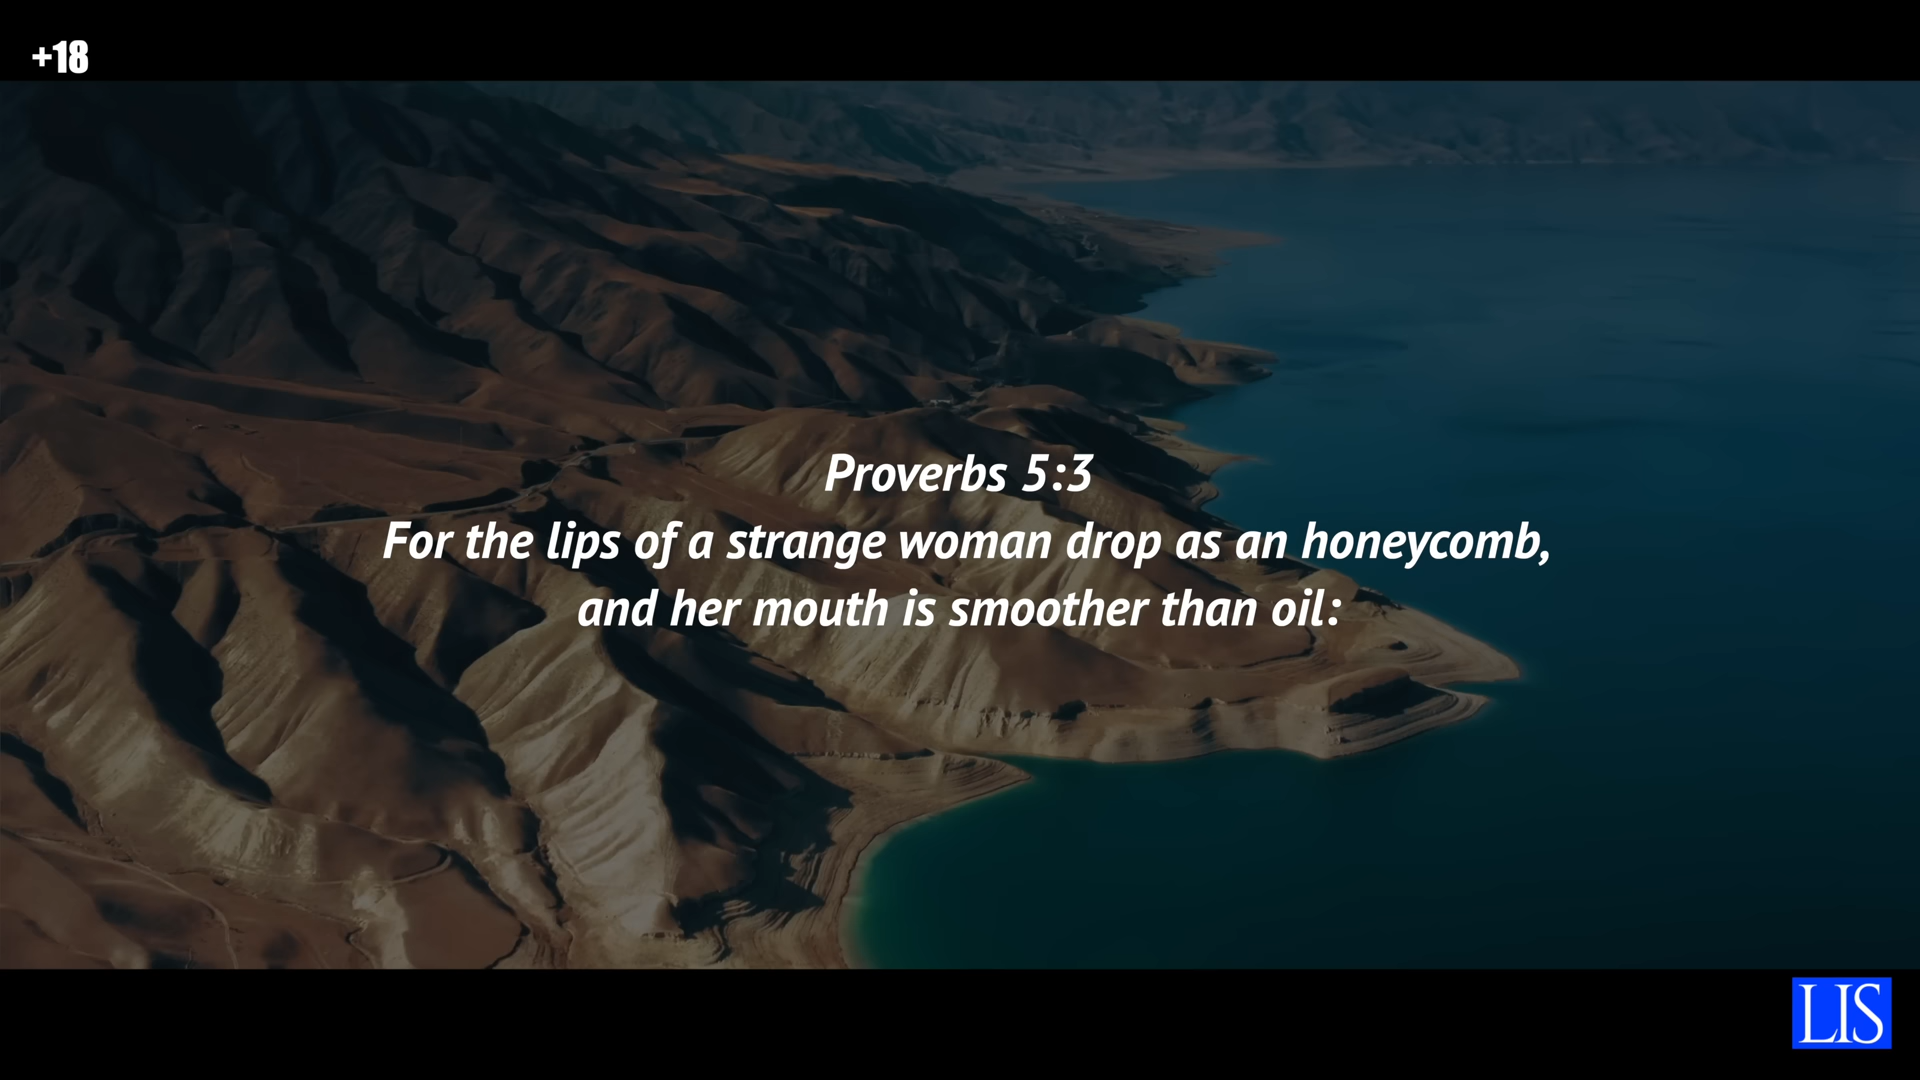 +18
Proverbs 5:3
For the lips of a strange woman drop as an honeycomb,
and her mouth is smoother than oil:
LIS